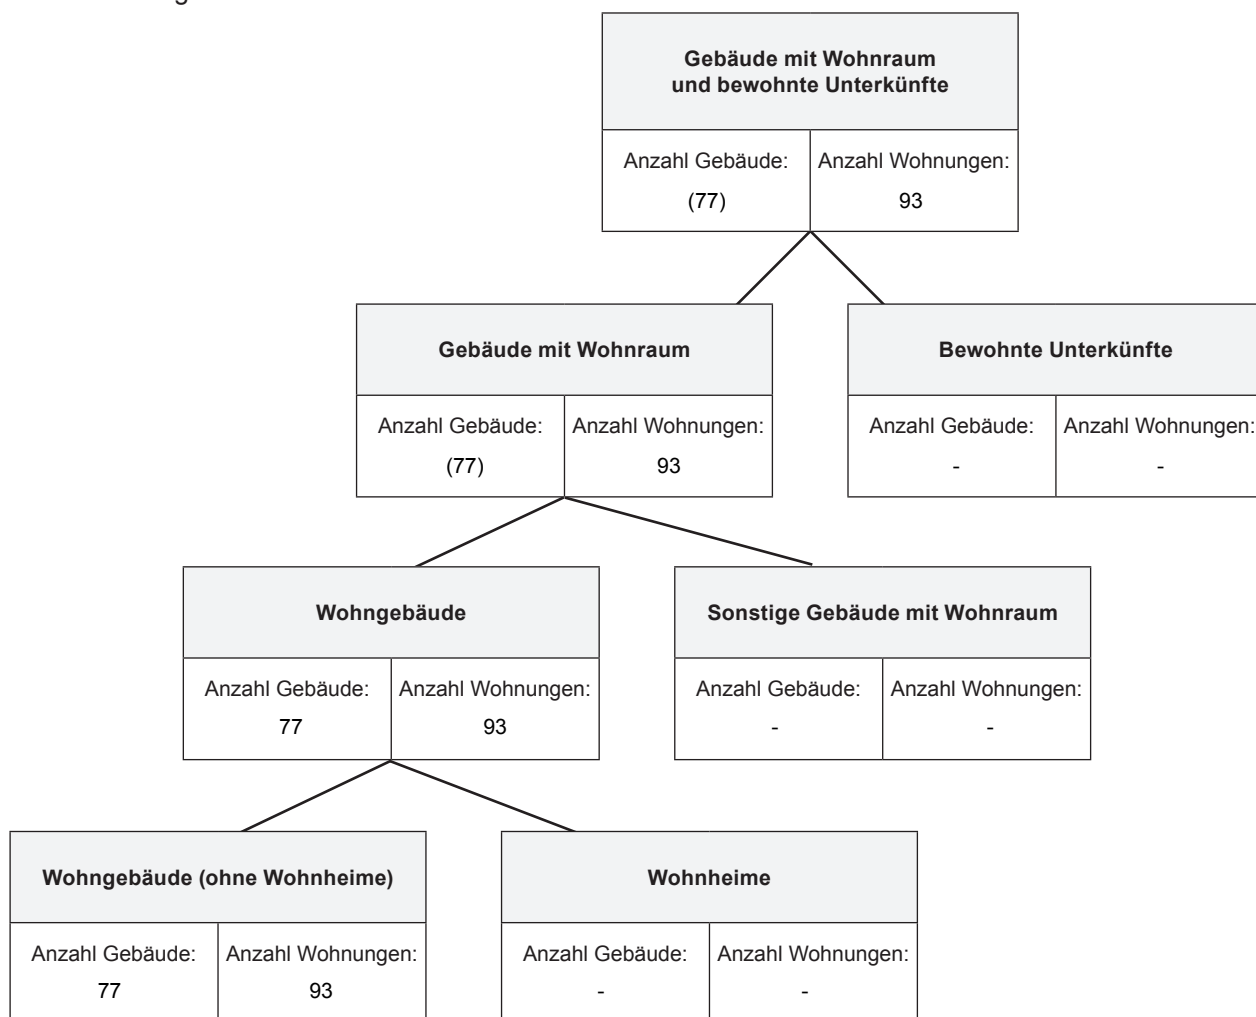 Gebäude mit Wohnraum
und bewohnte Unterkünfte
Anzahl Gebäude: Anzahl Wohnungen:
(77) 93
Gebäude mit Wohnraum
Bewohnte Unterkünfte
Anzahl Gebäude: Anzahl Wohnungen:
(77) 93
Anzahl Gebäude: Anzahl Wohnungen:
- -
Wohngebäude
Sonstige Gebäude mit Wohnraum
Anzahl Gebäude: Anzahl Wohnungen:
77 93
Anzahl Gebäude: Anzahl Wohnungen:
- -
Wohngebäude (ohne Wohnheime)
Wohnheime
Anzahl Gebäude: Anzahl Wohnungen:
77 93
Anzahl Gebäude: Anzahl Wohnungen:
- -